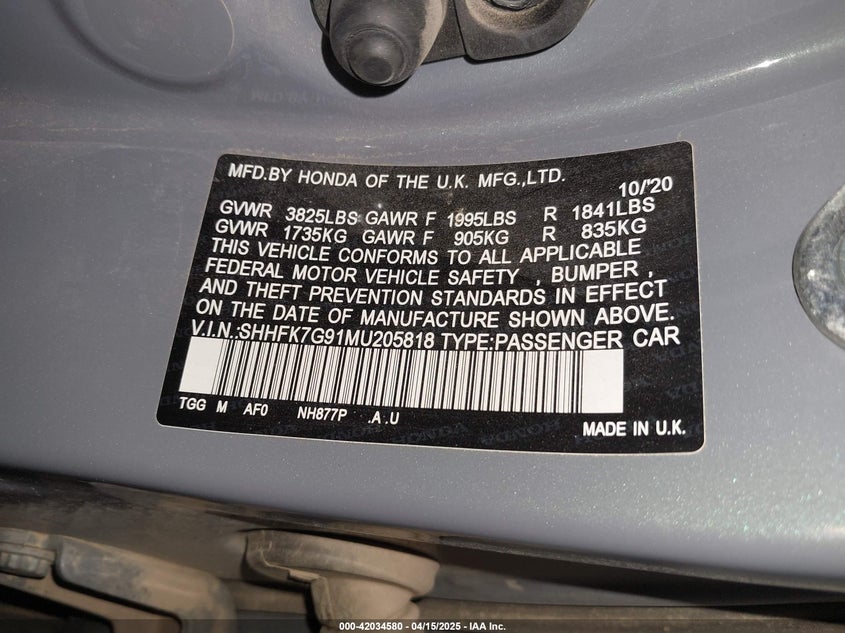 MFD.BY HONDA OF THE U.K. MFG.,LTD.
10/'20
GVWR 3825LBS GAWR F 1995LBS R 1841LBS
GVWR 1735KG GAWR F 905KG R 835KG
THIS VEHICLE CONFORMS TO ALL APPLICABLE
FEDERAL MOTOR VEHICLE SAFETY , BUMPER ,
AND THEFT PREVENTION STANDARDS IN EFFECT
ON THE DATE OF MANUFACTURE SHOWN ABOVE.
V.I.N.:SHHFK7G91MU205818 TYPE:PASSENGER CAR
TGG M AF0 NH877P .A .U
MADE IN U.K.
000-42034580 - 04/15/2025 - IAA Inc.